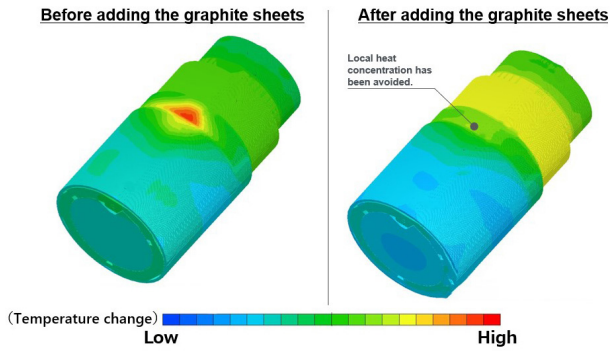 Before adding the graphite sheets
After adding the graphite sheets
Local heat
concentration has
been avoided.
(Temperature change)
Low
High